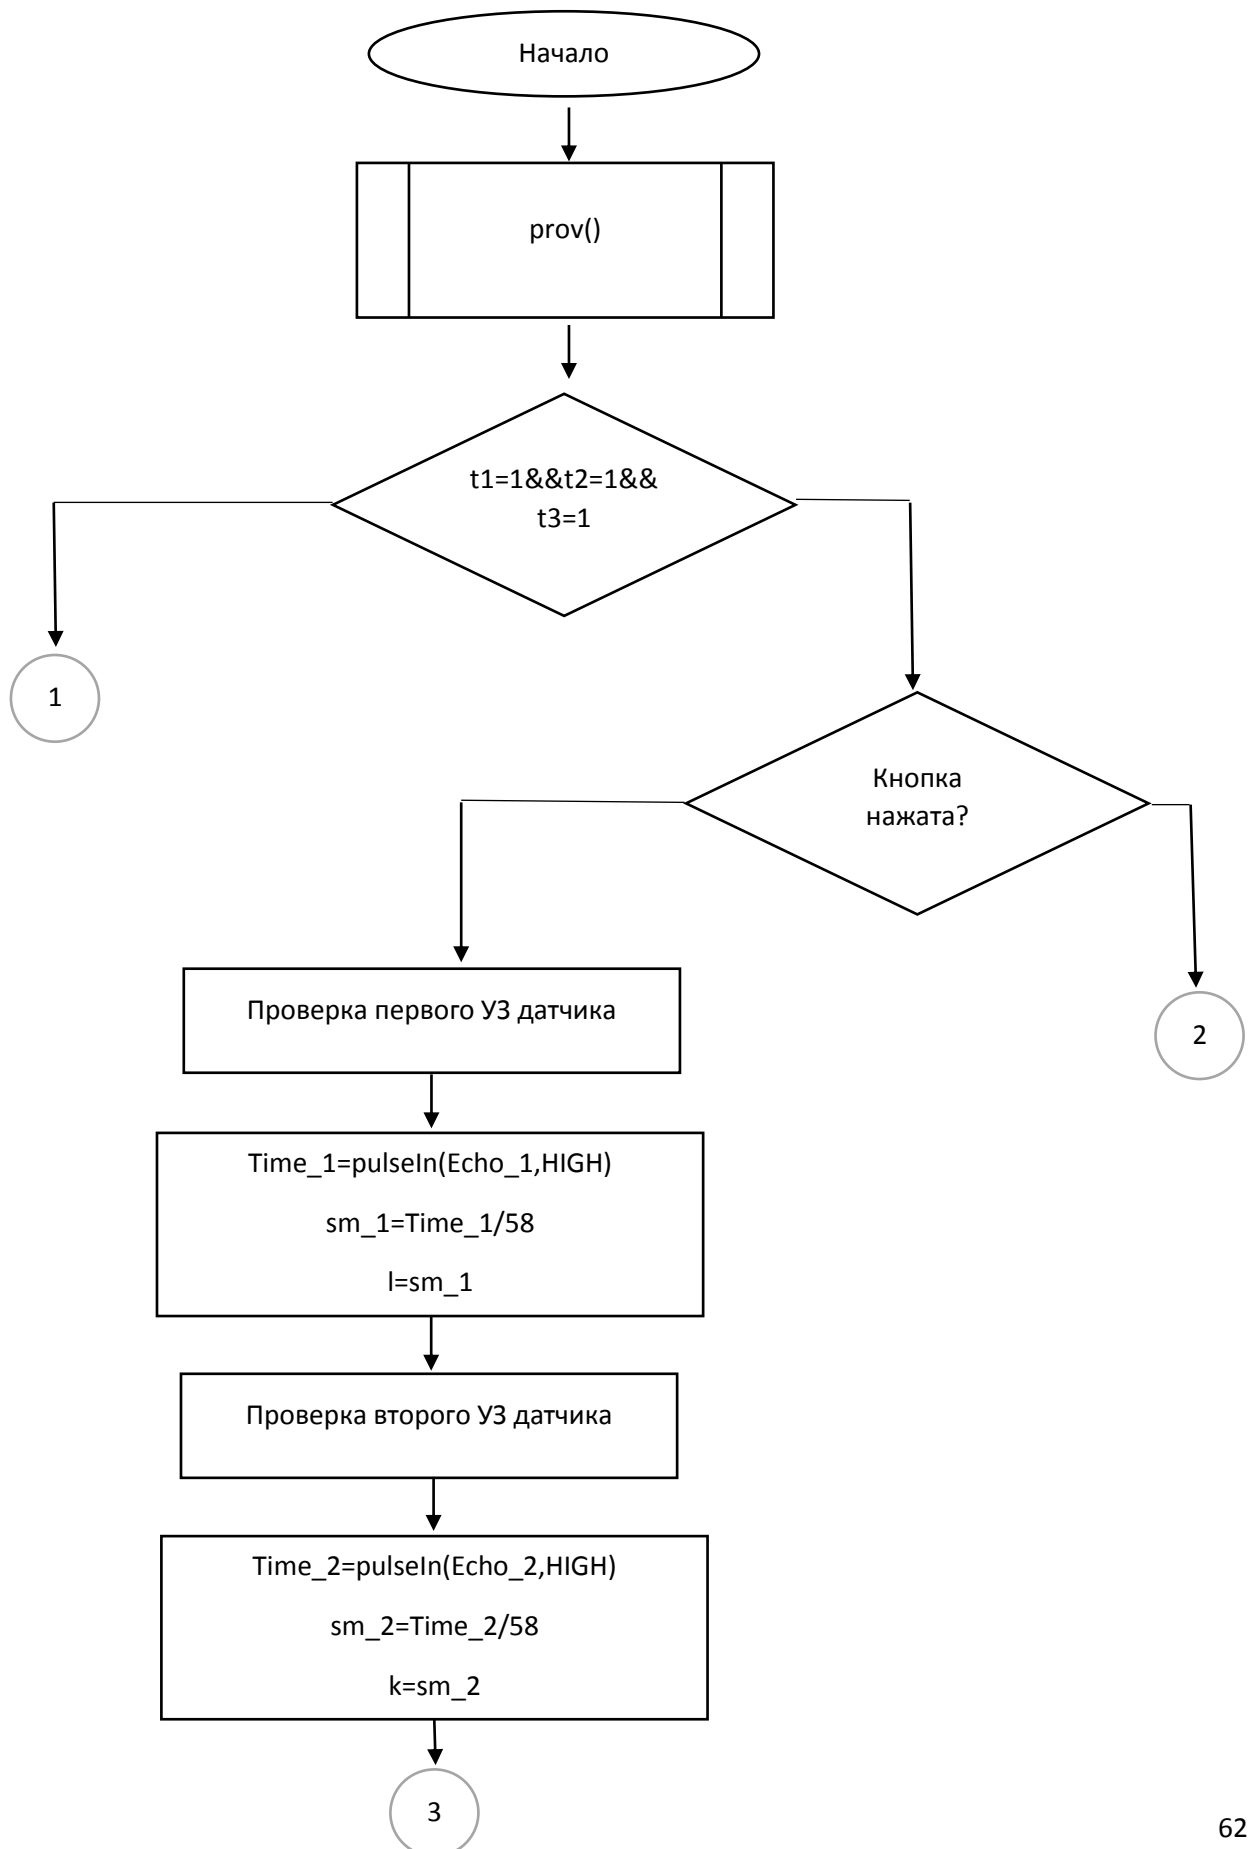 Начало
prov()
t1=1&&t2=1&&
t3=1
1
Кнопка
нажата?
Проверка первого УЗ датчика
2
Time_1=pulseIn(Echo_1,HIGH)
sm_1=Time_1/58
l=sm_1
Проверка второго УЗ датчика
Time_2=pulseIn(Echo_2,HIGH)
sm_2=Time_2/58
k=sm_2
3
62